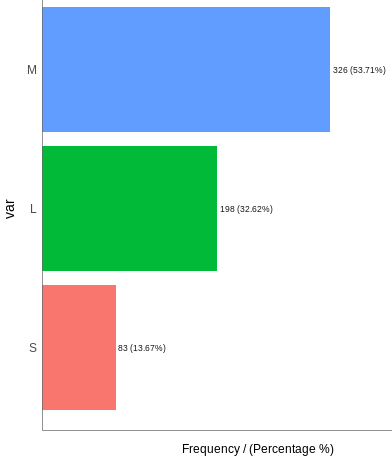 M
326 (53.71%)
var
L
198 (32.62%)
S
83 (13.67%)
Frequency / (Percentage %)